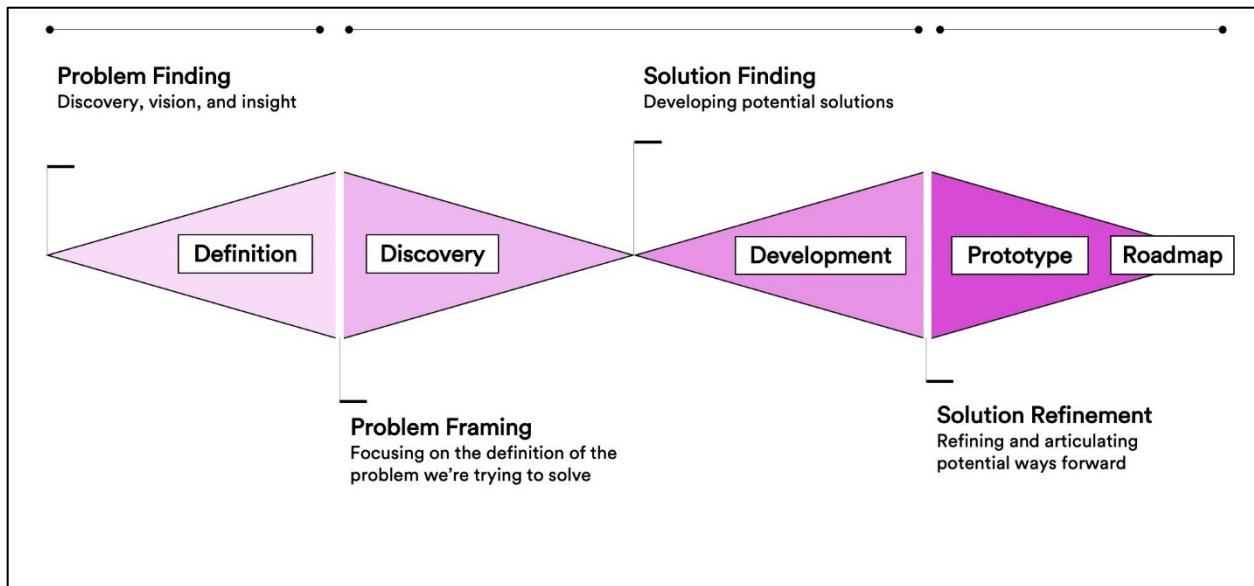 Problem Finding
Discovery, vision, and insight
Solution Finding
Developing potential solutions
Definition
Discovery
Development
Prototype
Roadmap
Problem Framing
Focusing on the definition of the
problem we're trying to solve
Solution Refinement
Refining and articulating
potential ways forward